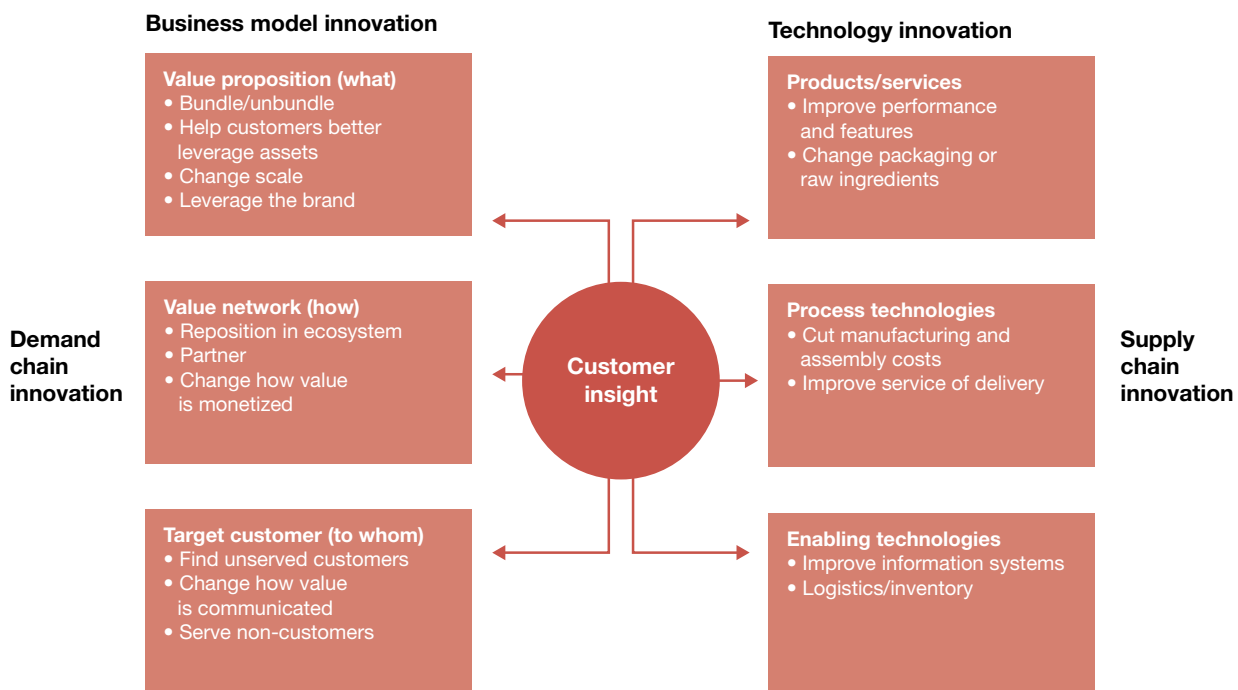 Business model innovation
Value proposition (what)
• Bundle/unbundle
• Help customers better
leverage assets
• Change scale
• Leverage the brand
Value network (how)
• Reposition in ecosystem
• Partner
• Change how value
is monetized
Target customer (to whom)
• Find unserved customers
• Change how value
is communicated
• Serve non-customers
Demand
chain
innovation
Customer
insight
Technology innovation
Products/services
• Improve performance
and features
• Change packaging or
raw ingredients
Process technologies
• Cut manufacturing and
assembly costs
• Improve service of delivery
Enabling technologies
• Improve information systems
• Logistics/inventory
Supply
chain
innovation